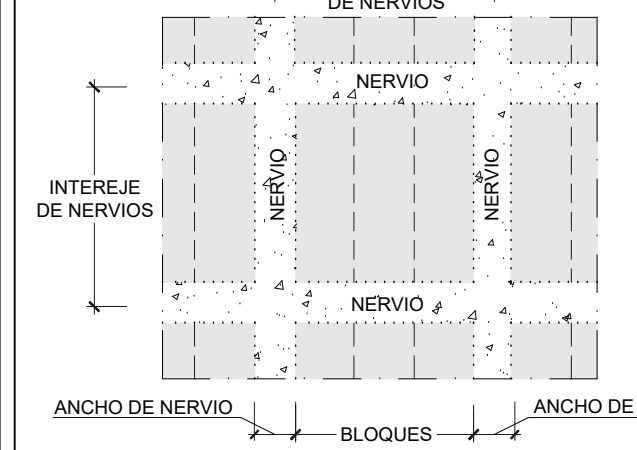 DE NERVIOS
NERVIO
NERVIO
NERVIO
INTEREJE
DE NERVIOS
NERVIO
ANCHO DE NERVIO
ANCHO DE
BLOQUES